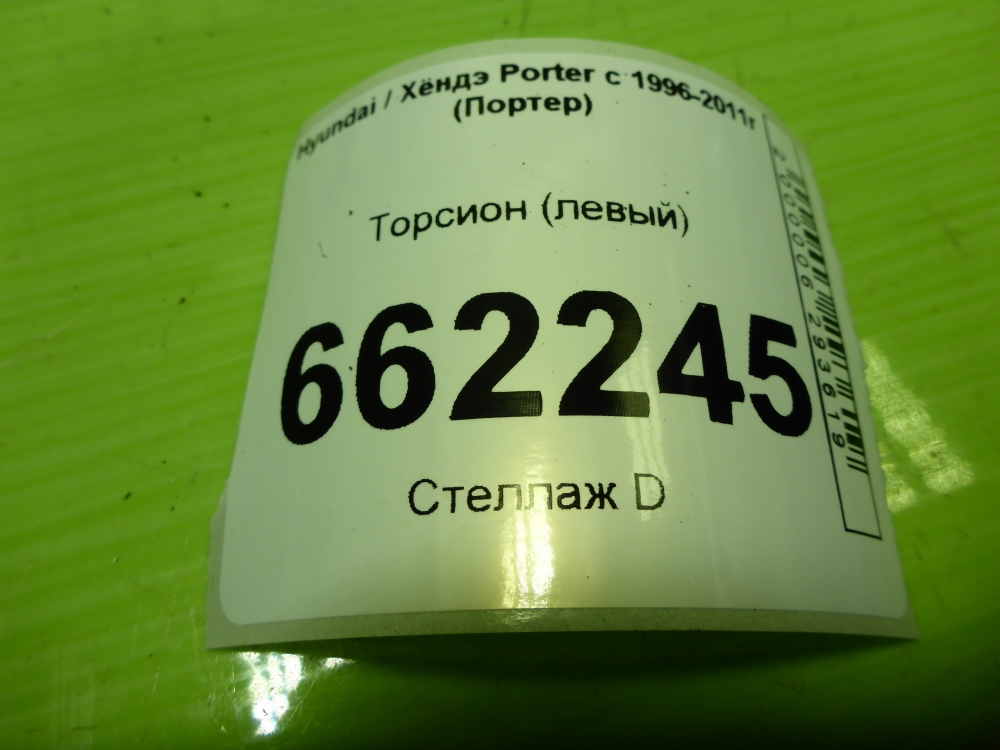 Hyundai / Хёндэ Porter с 1996-2011г
(Портер)
Торсион (левый)
662245
Стеллаж D
2000006293619